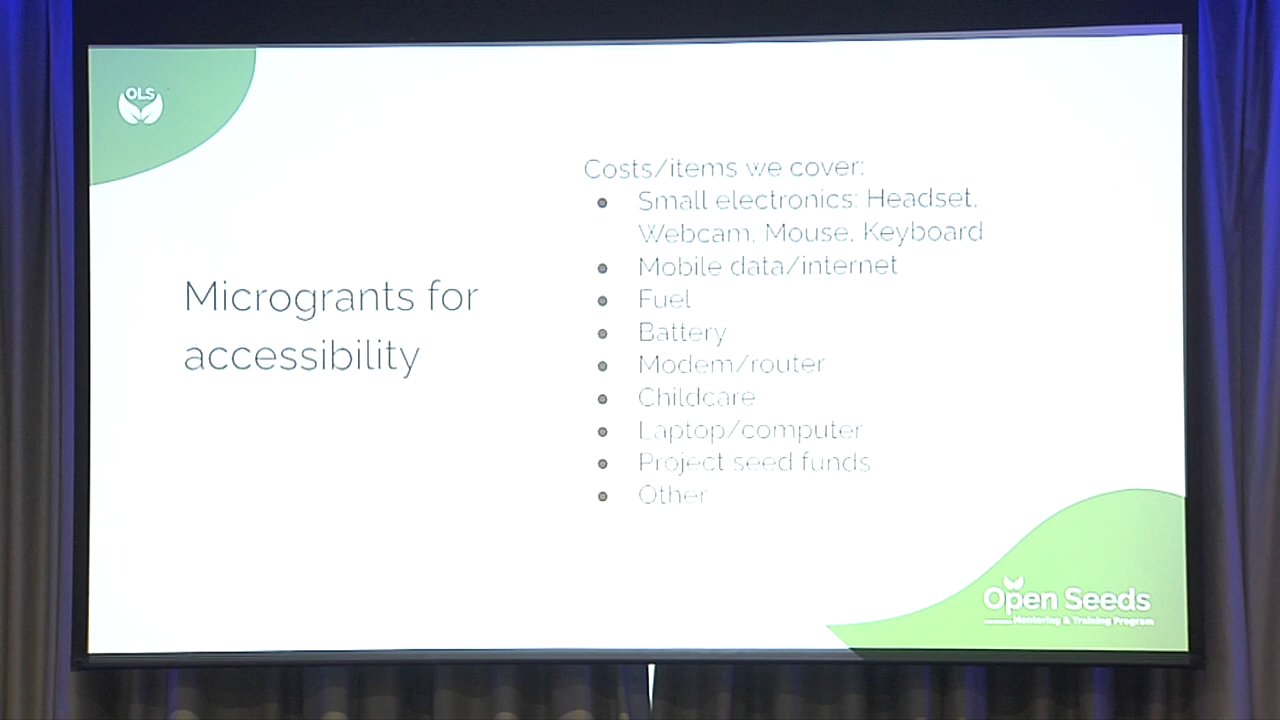 OLS
Microgrants for
accessibility
Costs/items we cover:
Small electronics: Headset,
Webcam, Mouse, Keyboard
Mobile data/internet
Fuel
Battery
Modem/router
Childcare
Laptop/computer
Project seed funds
Other
Open Seeds
Mentoring & Training Program